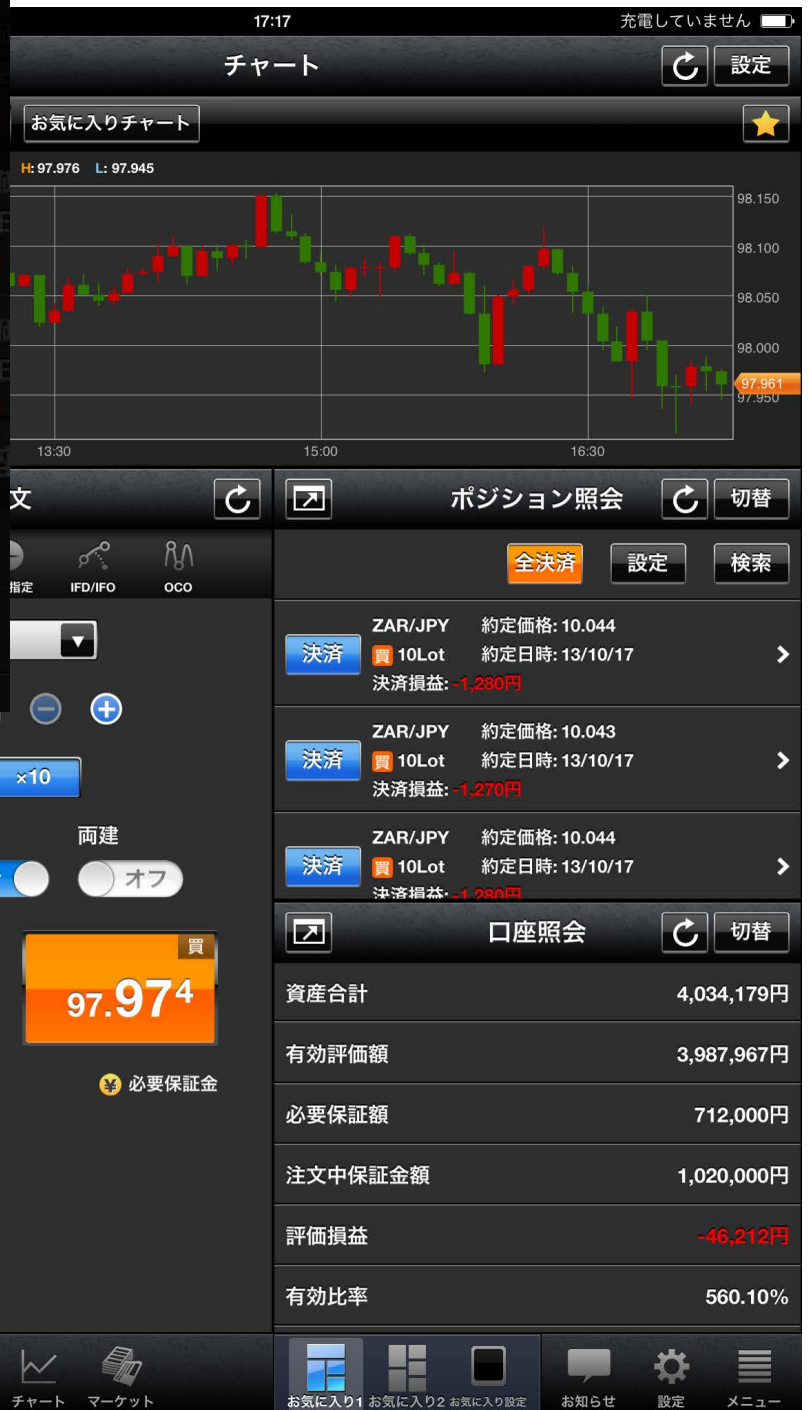 17:17
充電していません
チャート
設定
お気に入りチャート
H: 97.976 L: 97.945
98.150
98.100
98.050
98.000
97.961
97.950
13:30 15:00 16:30
文
指定 IFD/IFO OCO
×10
両建
オフ
買
97.974
¥ 必要保証金
ポジション照会
切替
全決済 設定 検索
決済
ZAR/JPY 約定価格: 10.044
買 10Lot 約定日時: 13/10/17
決済損益: -1,280円
決済
ZAR/JPY 約定価格: 10.043
買 10Lot 約定日時: 13/10/17
決済損益: -1,270円
決済
ZAR/JPY 約定価格: 10.044
買 10Lot 約定日時: 13/10/17
決済損益: -1,280円
口座照会
切替
資産合計 4,034,179円
有効評価額 3,987,967円
必要保証額 712,000円
注文中保証金額 1,020,000円
評価損益 -46,212円
有効比率 560.10%
チャート マーケット お気に入り1 お気に入り2 お気に入り設定 お知らせ 設定 メニュー